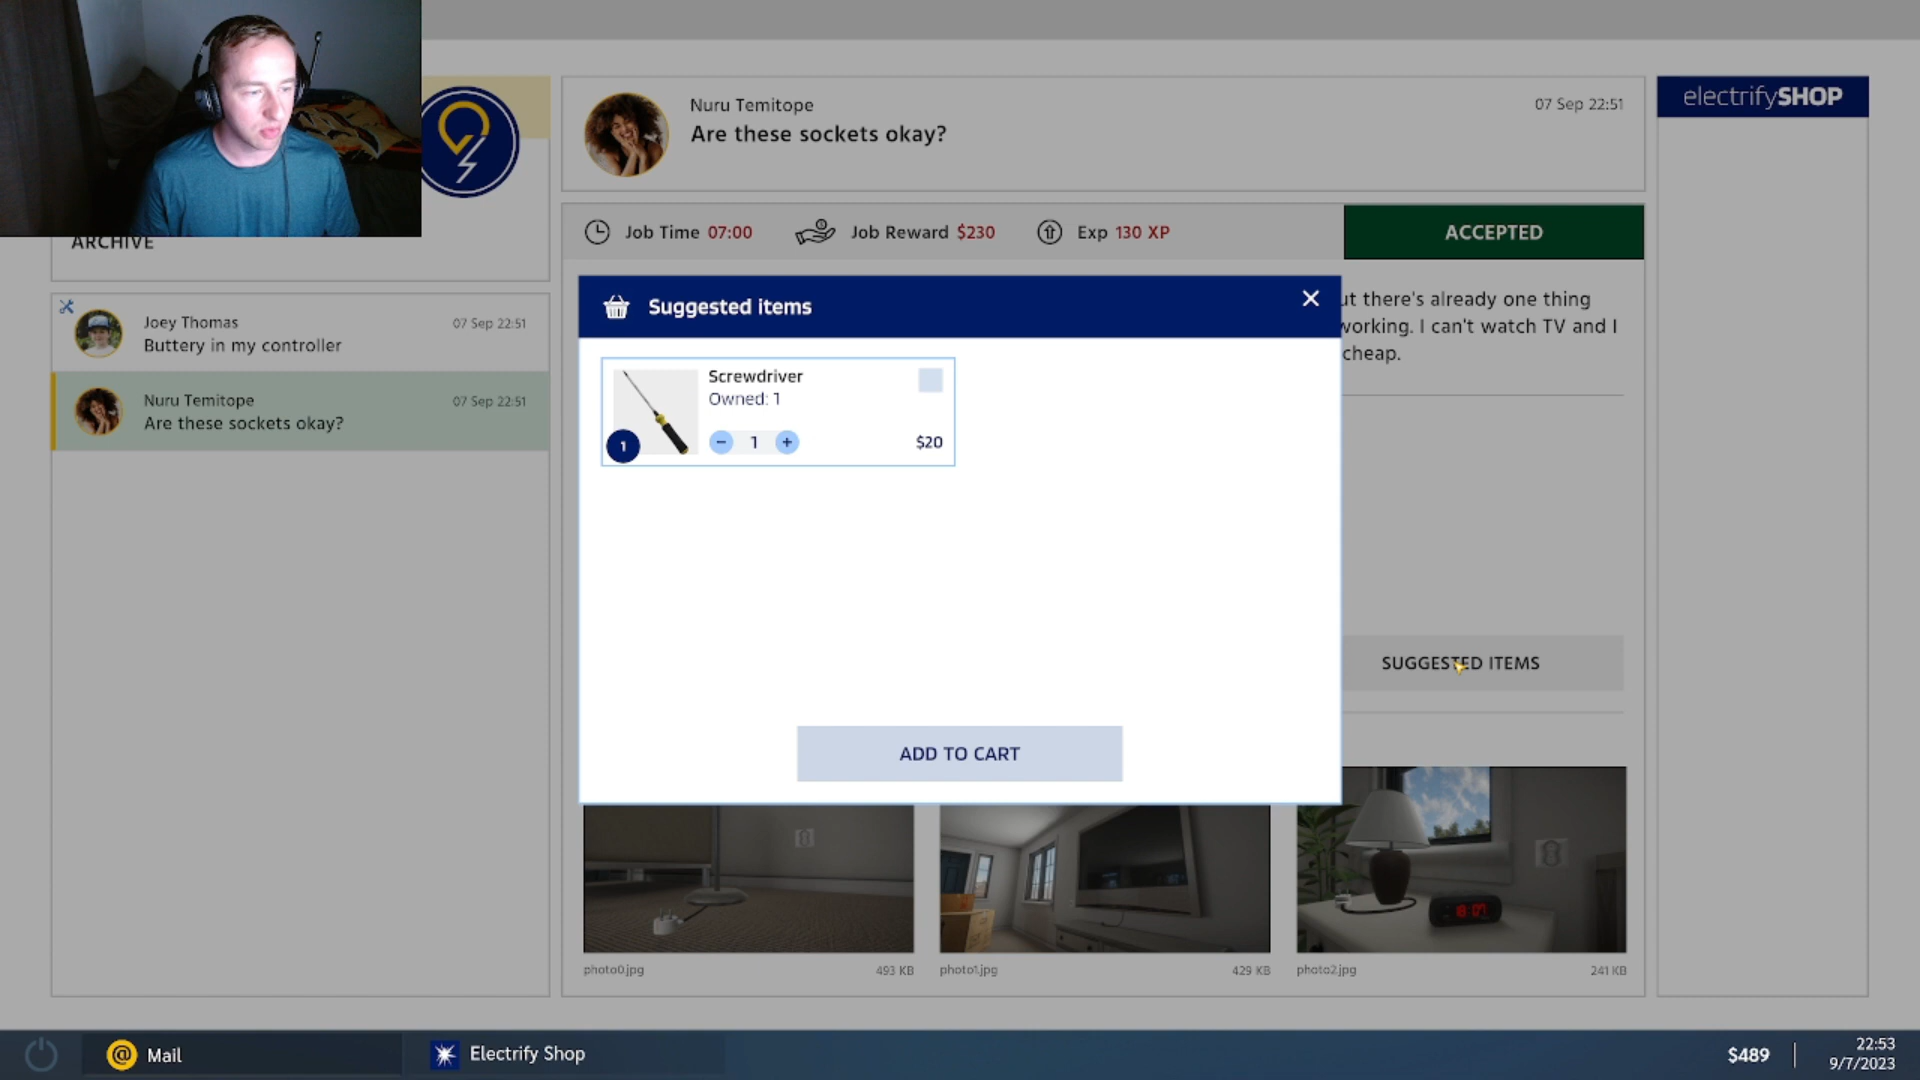 Nuru Temitope
07 Sep 22:51
Are these sockets okay?
electrifySHOP
ARCHIVE
Job Time 07:00
Job Reward $230
Exp 130 XP
ACCEPTED
Joey Thomas
07 Sep 22:51
Buttery in my controller
Nuru Temitope
07 Sep 22:51
Are these sockets okay?
Suggested items
ut there's already one thing
working. I can't watch TV and I
cheap.
Screwdriver
Owned: 1
1
− 1 +
$20
SUGGESTED ITEMS
ADD TO CART
18:07
photo0.jpg
493 KB
photo1.jpg
429 KB
photo2.jpg
241 KB
@ Mail
Electrify Shop
$489
22:53
9/7/2023